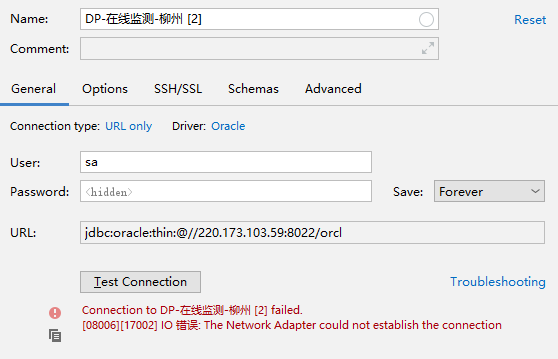 Name: DP-在线监测-柳州 [2] Reset
Comment:
General Options SSH/SSL Schemas Advanced
Connection type: URL only Driver: Oracle
User: sa
Password: <hidden> Save: Forever
URL: jdbc:oracle:thin:@//220.173.103.59:8022/orcl
Test Connection Troubleshooting
Connection to DP-在线监测-柳州 [2] failed.
[08006][17002] IO 错误: The Network Adapter could not establish the connection